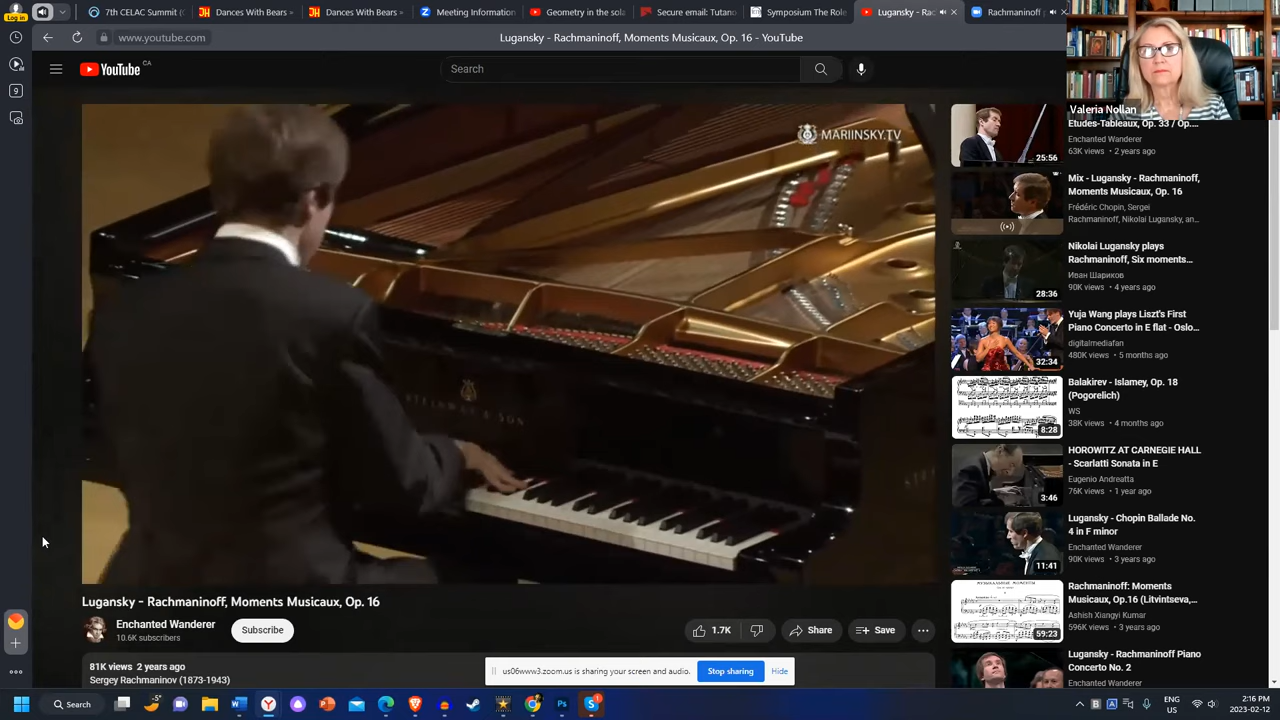 Log in
7th CELAC Summit (
Dances With Bears »
Dances With Bears »
Meeting Information
Geometry in the sola
Secure email: Tutano
Symposium The Role
Lugansky - Rac
Rachmaninoff
www.youtube.com
Lugansky - Rachmaninoff, Moments Musicaux, Op. 16 - YouTube
YouTube CA
Search
MARIINSKY.TV
Valeria Nollan
Etudes-Tableaux, Op. 33 / Op....
Enchanted Wanderer
63K views • 2 years ago
25:56
Mix - Lugansky - Rachmaninoff,
Moments Musicaux, Op. 16
Frédéric Chopin, Sergei
Rachmaninoff, Nikolai Lugansky, an...
Nikolai Lugansky plays
Rachmaninoff, Six moments...
Иван Шариков
90K views • 4 years ago
28:36
Yuja Wang plays Liszt's First
Piano Concerto in E flat - Oslo...
digitalmediafan
480K views • 5 months ago
32:34
Balakirev - Islamey, Op. 18
(Pogorelich)
WS
38K views • 4 months ago
8:28
HOROWITZ AT CARNEGIE HALL
- Scarlatti Sonata in E
Eugenio Andreatta
76K views • 1 year ago
3:46
Lugansky - Chopin Ballade No.
4 in F minor
Enchanted Wanderer
90K views • 3 years ago
11:41
Rachmaninoff: Moments
Musicaux, Op.16 (Litvintseva,...
Ashish Xiangyi Kumar
596K views • 3 years ago
59:23
Lugansky - Rachmaninoff Piano
Concerto No. 2
Enchanted Wanderer
Lugansky - Rachmaninoff, Moments Musicaux, Op. 16
Enchanted Wanderer
10.6K subscribers
Subscribe
1.7K
Share
Save
81K views 2 years ago
Sergey Rachmaninov (1873-1943)
us06www3.zoom.us is sharing your screen and audio.
Stop sharing
Hide
Search
-5°
ENG
US
2:16 PM
2023-02-12